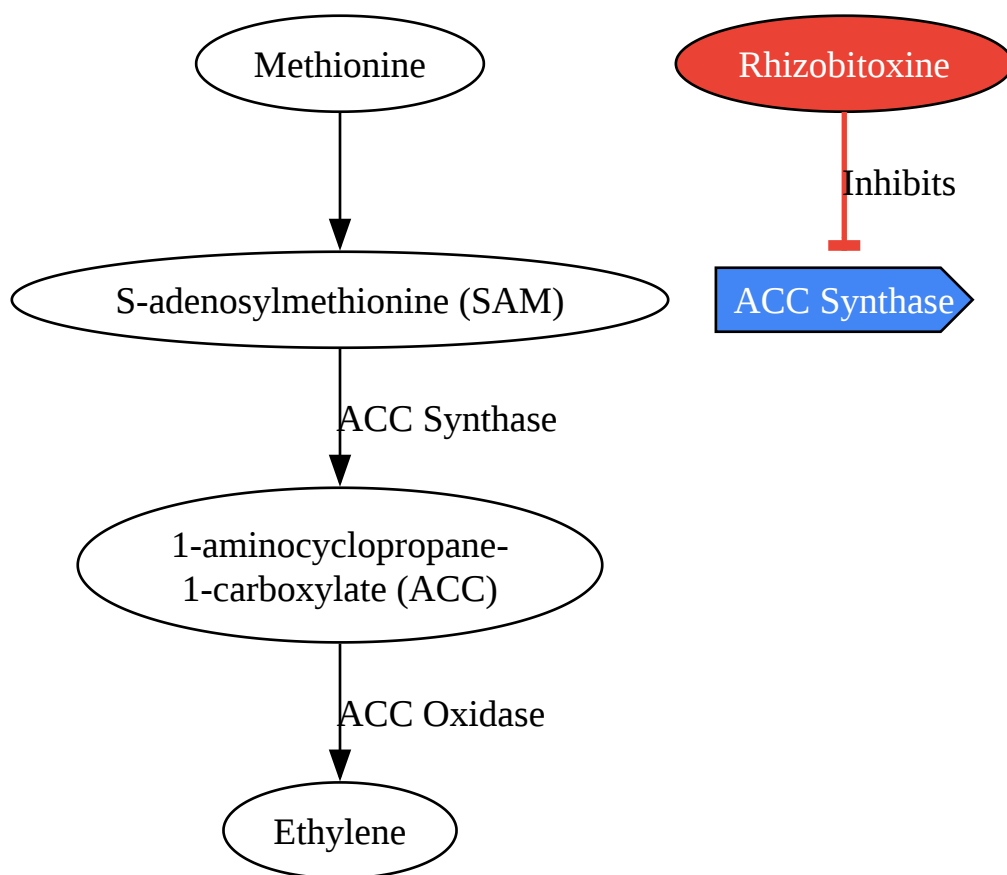 Methionine
Rhizobitoxine
Inhibits
S-adenosylmethionine (SAM)
ACC Synthase
ACC Synthase
1-aminocyclopropane-
1-carboxylate (ACC)
ACC Oxidase
Ethylene